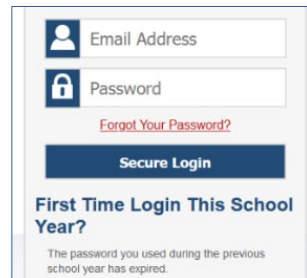 Email Address
Password
Forgot Your Password?
Secure Login
First Time Login This School
Year?
The password you used during the previous
school year has expired.